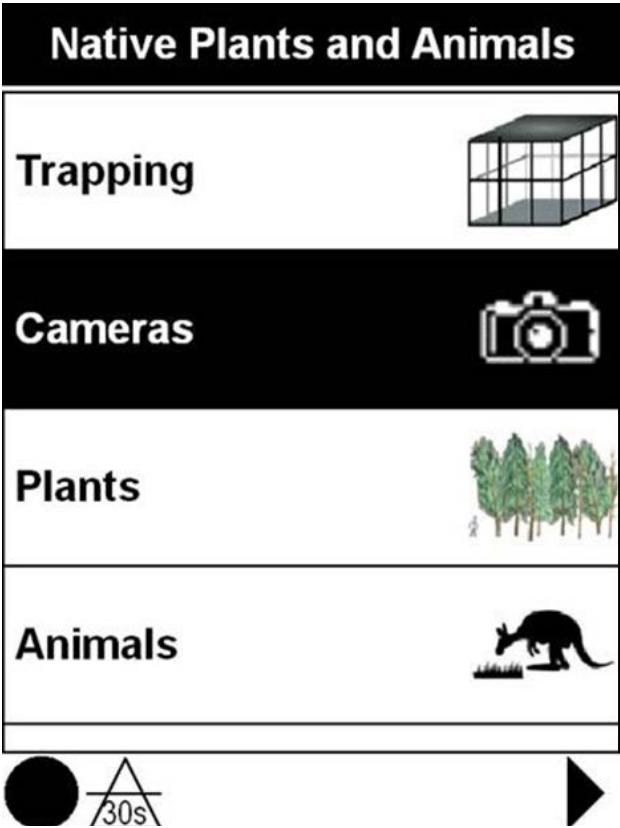 Native Plants and Animals
Trapping
Cameras
Plants
Animals
30s